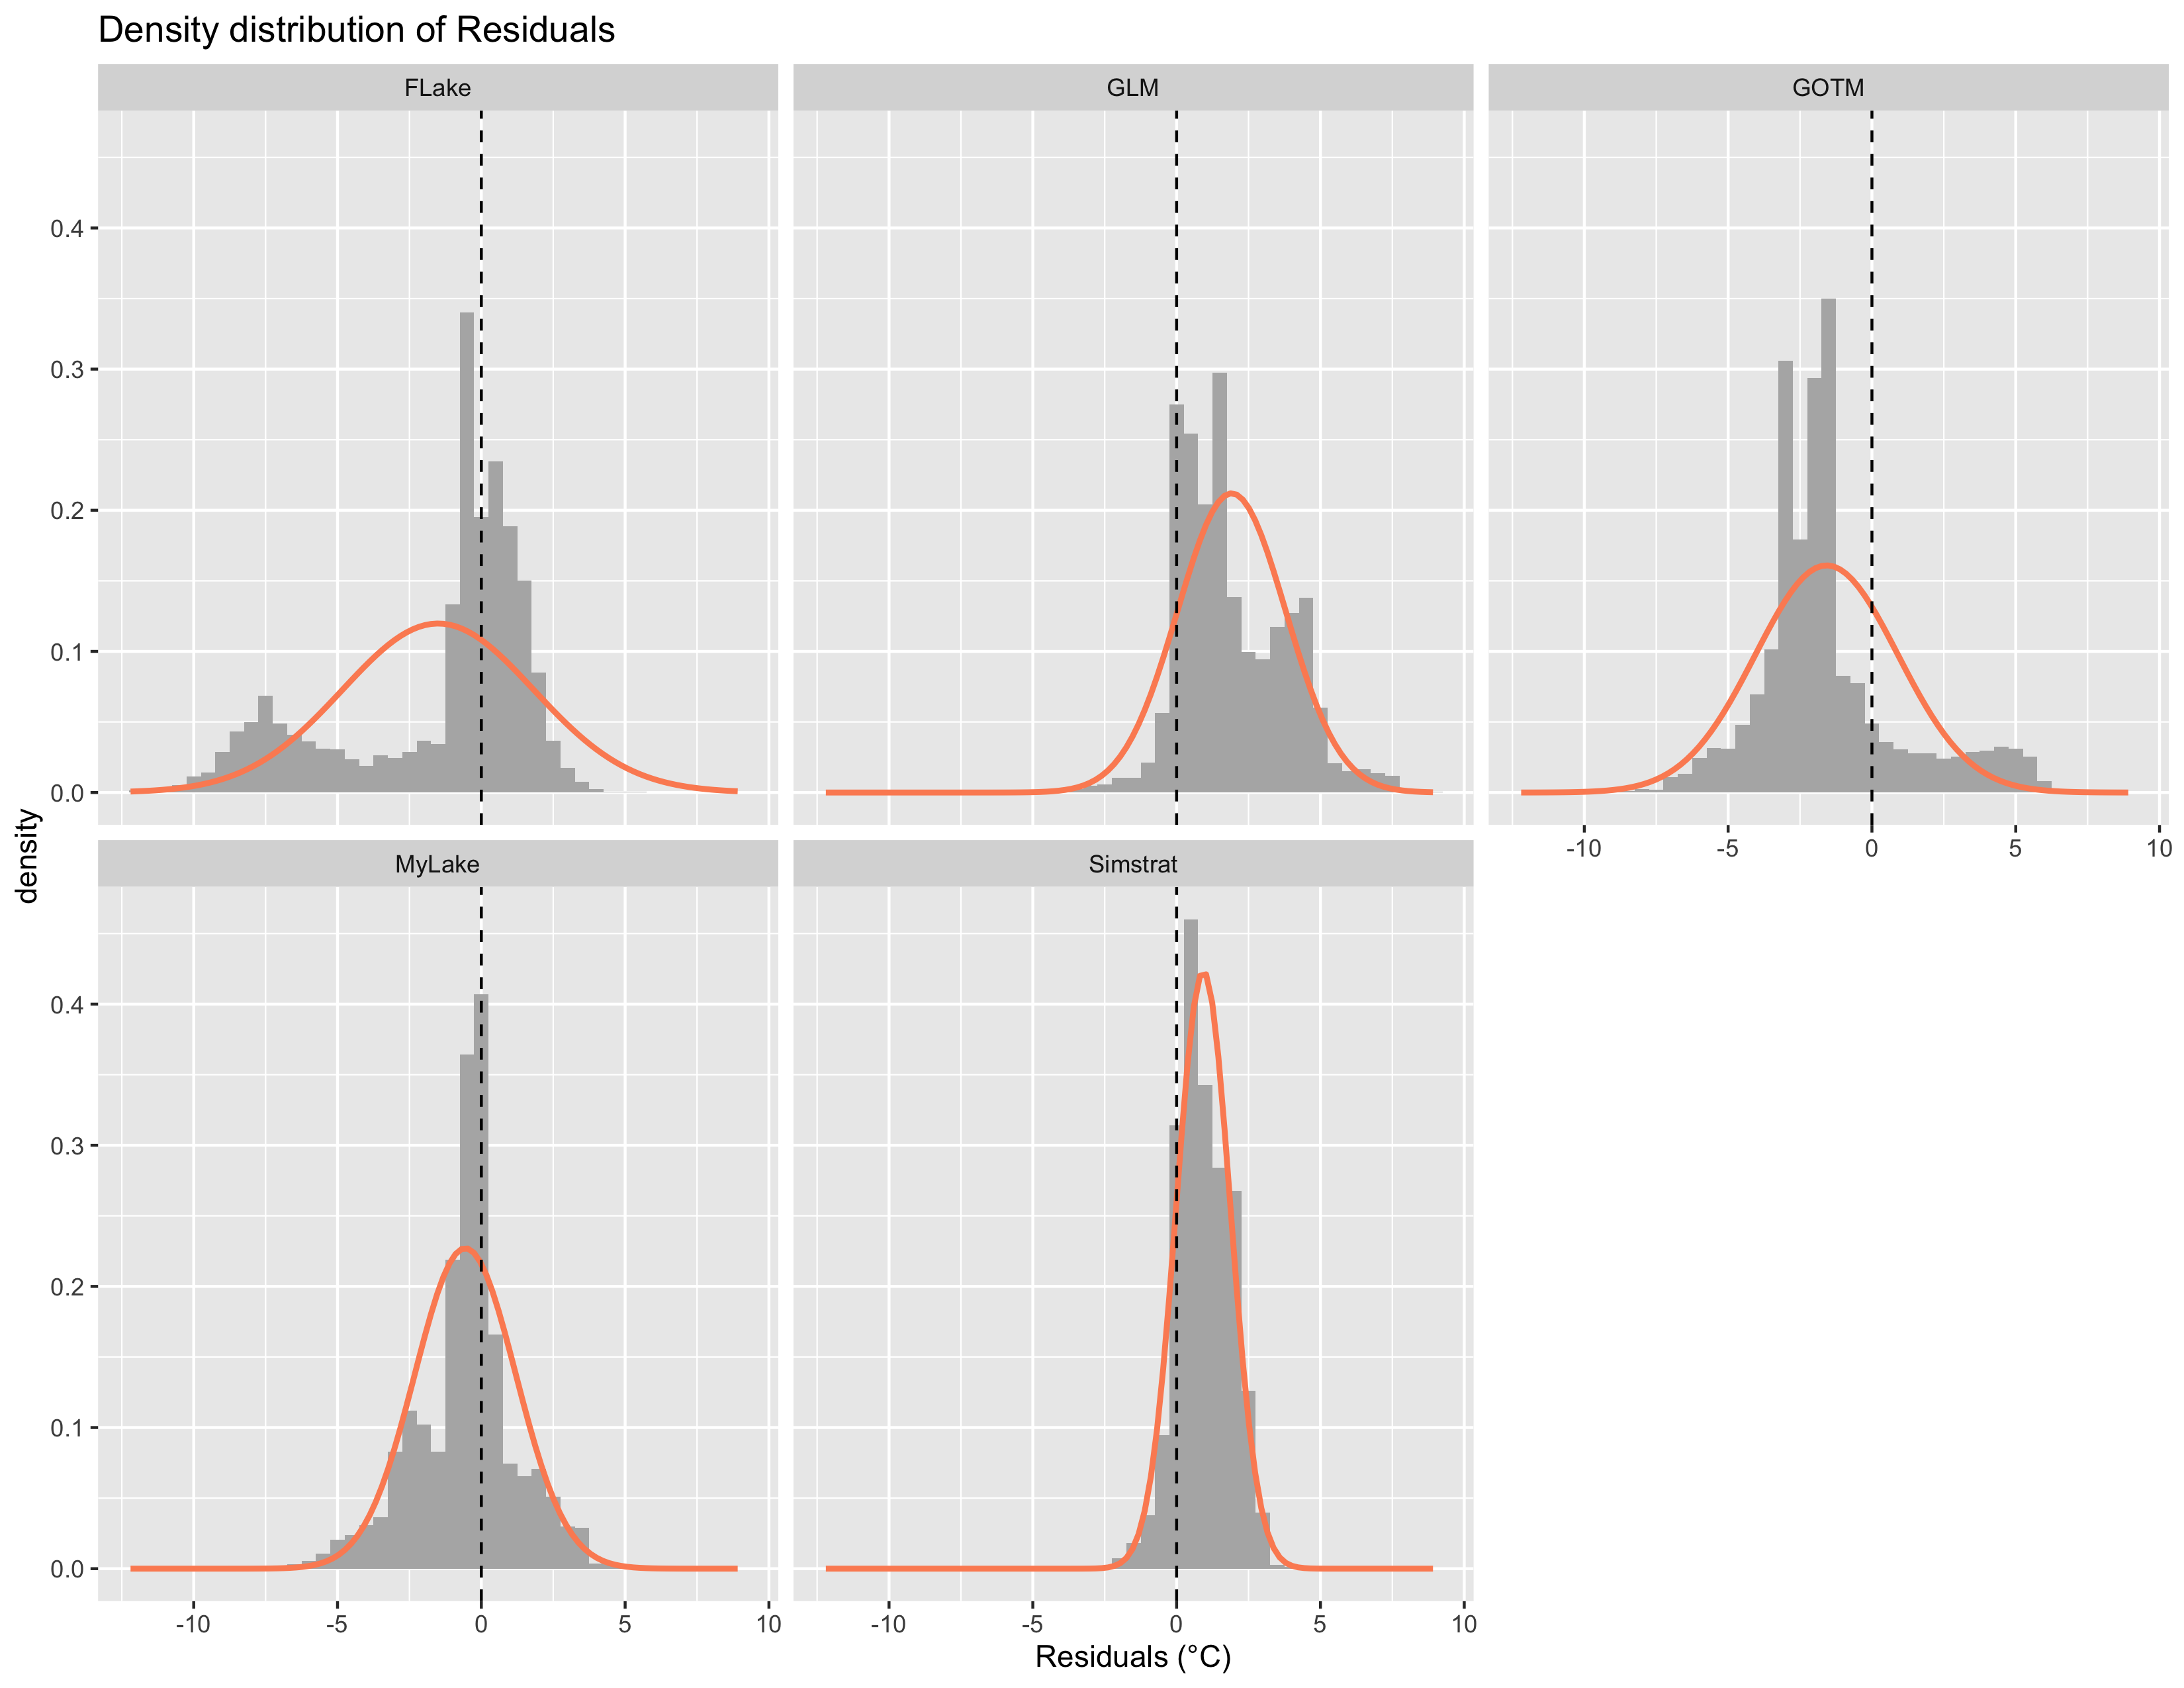 Density distribution of Residuals
FLake GLM GOTM
0.4
0.3
0.2
0.1
0.0
-10 -5 0 5 10
density
MyLake Simstrat
0.4
0.3
0.2
0.1
0.0
-10 -5 0 5 10 -10 -5 0 5 10
Residuals (°C)